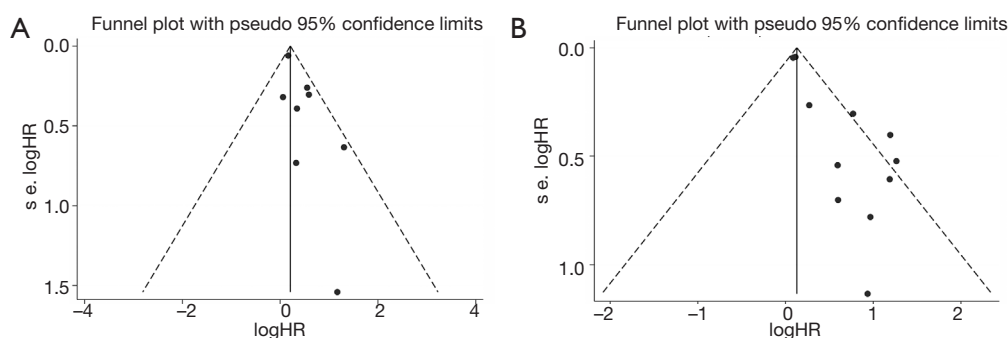 A
Funnel plot with pseudo 95% confidence limits
0.0
0.5
1.0
1.5
s e. logHR
−4
−2
0
2
4
logHR
B
Funnel plot with pseudo 95% confidence limits
0.0
0.5
1.0
s e. logHR
−2
−1
0
1
2
logHR